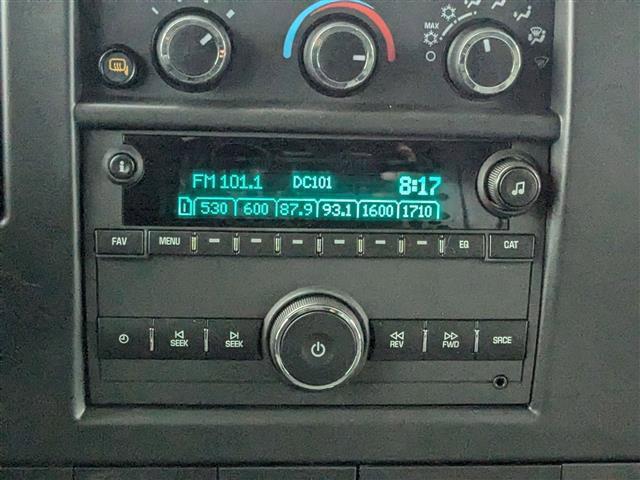 MAX
FM 101.1 DC101 8:17
530 600 87.9 93.1 1600 1710
FAV MENU EQ CAT
SEEK SEEK REV FWD SRCE